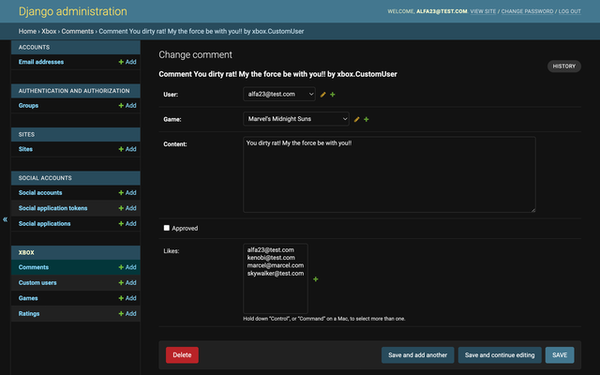 Django administration
WELCOME, ALFA23@TEST.COM. VIEW SITE / CHANGE PASSWORD / LOG OUT
Home › Xbox › Comments › Comment You dirty rat! My the force be with you!! by xbox.CustomUser
ACCOUNTS
Email addresses + Add
AUTHENTICATION AND AUTHORIZATION
Groups + Add
SITES
Sites + Add
SOCIAL ACCOUNTS
Social accounts + Add
Social application tokens + Add
Social applications + Add
XBOX
Comments + Add
Custom users + Add
Games + Add
Ratings + Add
«
Change comment
Comment You dirty rat! My the force be with you!! by xbox.CustomUser
HISTORY
User: alfa23@test.com
Game: Marvel's Midnight Suns
Content: You dirty rat! My the force be with you!!
Approved
Likes: alfa23@test.com
kenobi@test.com
marcel@marcel.com
skywalker@test.com
Hold down "Control", or "Command" on a Mac, to select more than one.
Delete Save and add another Save and continue editing SAVE